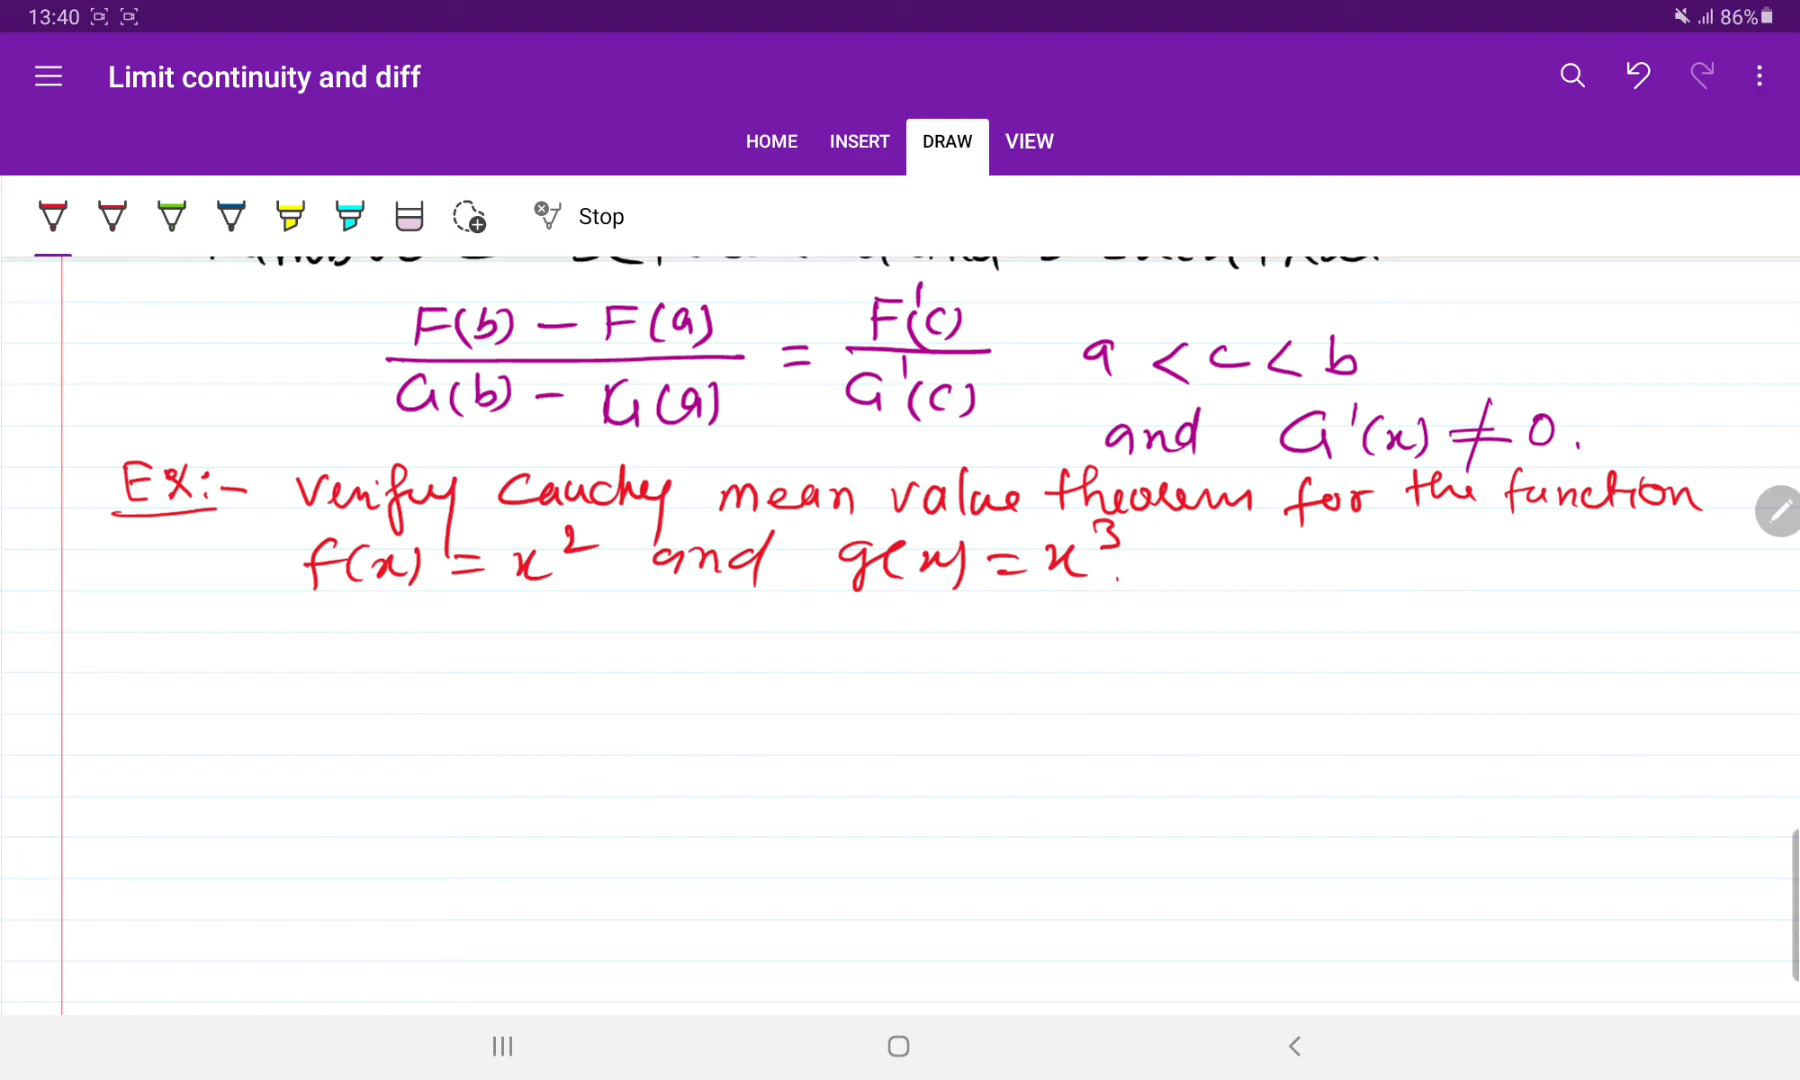 13:40 86%
Limit continuity and diff
HOME INSERT DRAW VIEW
Stop
F(b) - F(a) / G(b) - G(a) = F'(c) / G'(c) a < c < b
and G'(x) ≠ 0.
Ex:- Verify Cauchy mean value theorem for the function
f(x) = x² and g(x) = x³.